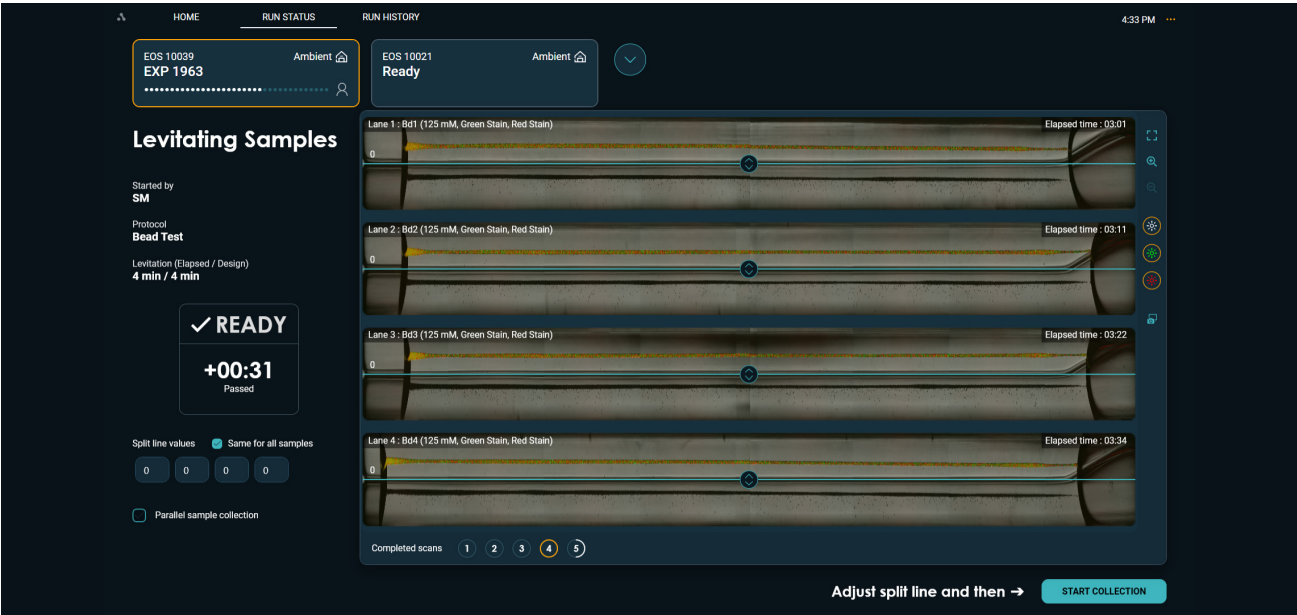 HOME RUN STATUS RUN HISTORY 4:33 PM
EOS 10039 Ambient
EXP 1963
EOS 10021 Ambient
Ready
Levitating Samples
Started by
SM
Protocol
Bead Test
Levitation (Elapsed / Design)
4 min / 4 min
READY
+00:31
Passed
Split line values Same for all samples
0 0 0 0
Parallel sample collection
Lane 1 : Bd1 (125 mM, Green Stain, Red Stain) Elapsed time : 03:01
0
Lane 2 : Bd2 (125 mM, Green Stain, Red Stain) Elapsed time : 03:11
0
Lane 3 : Bd3 (125 mM, Green Stain, Red Stain) Elapsed time : 03:22
0
Lane 4 : Bd4 (125 mM, Green Stain, Red Stain) Elapsed time : 03:34
0
Completed scans 1 2 3 4 5
Adjust split line and then → START COLLECTION